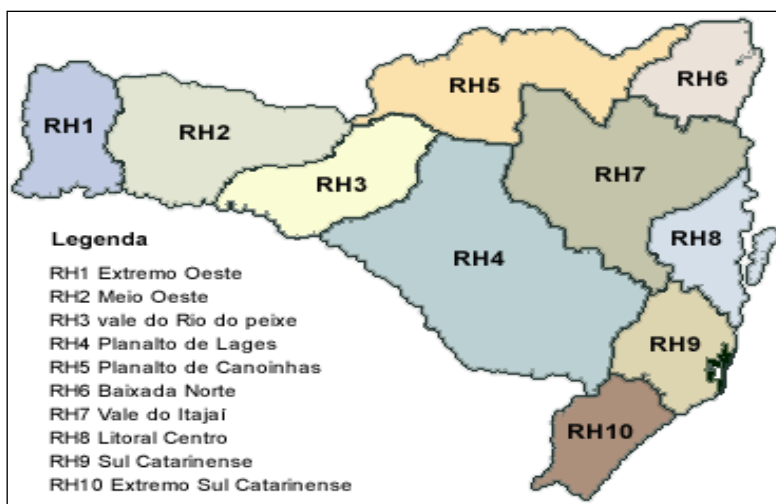 RH6
RH5
RH1
RH2
RH7
RH3
RH8
RH4
RH9
RH10
Legenda
RH1 Extremo Oeste
RH2 Meio Oeste
RH3 vale do Rio do peixe
RH4 Planalto de Lages
RH5 Planalto de Canoinhas
RH6 Baixada Norte
RH7 Vale do Itajaí
RH8 Litoral Centro
RH9 Sul Catarinense
RH10 Extremo Sul Catarinense